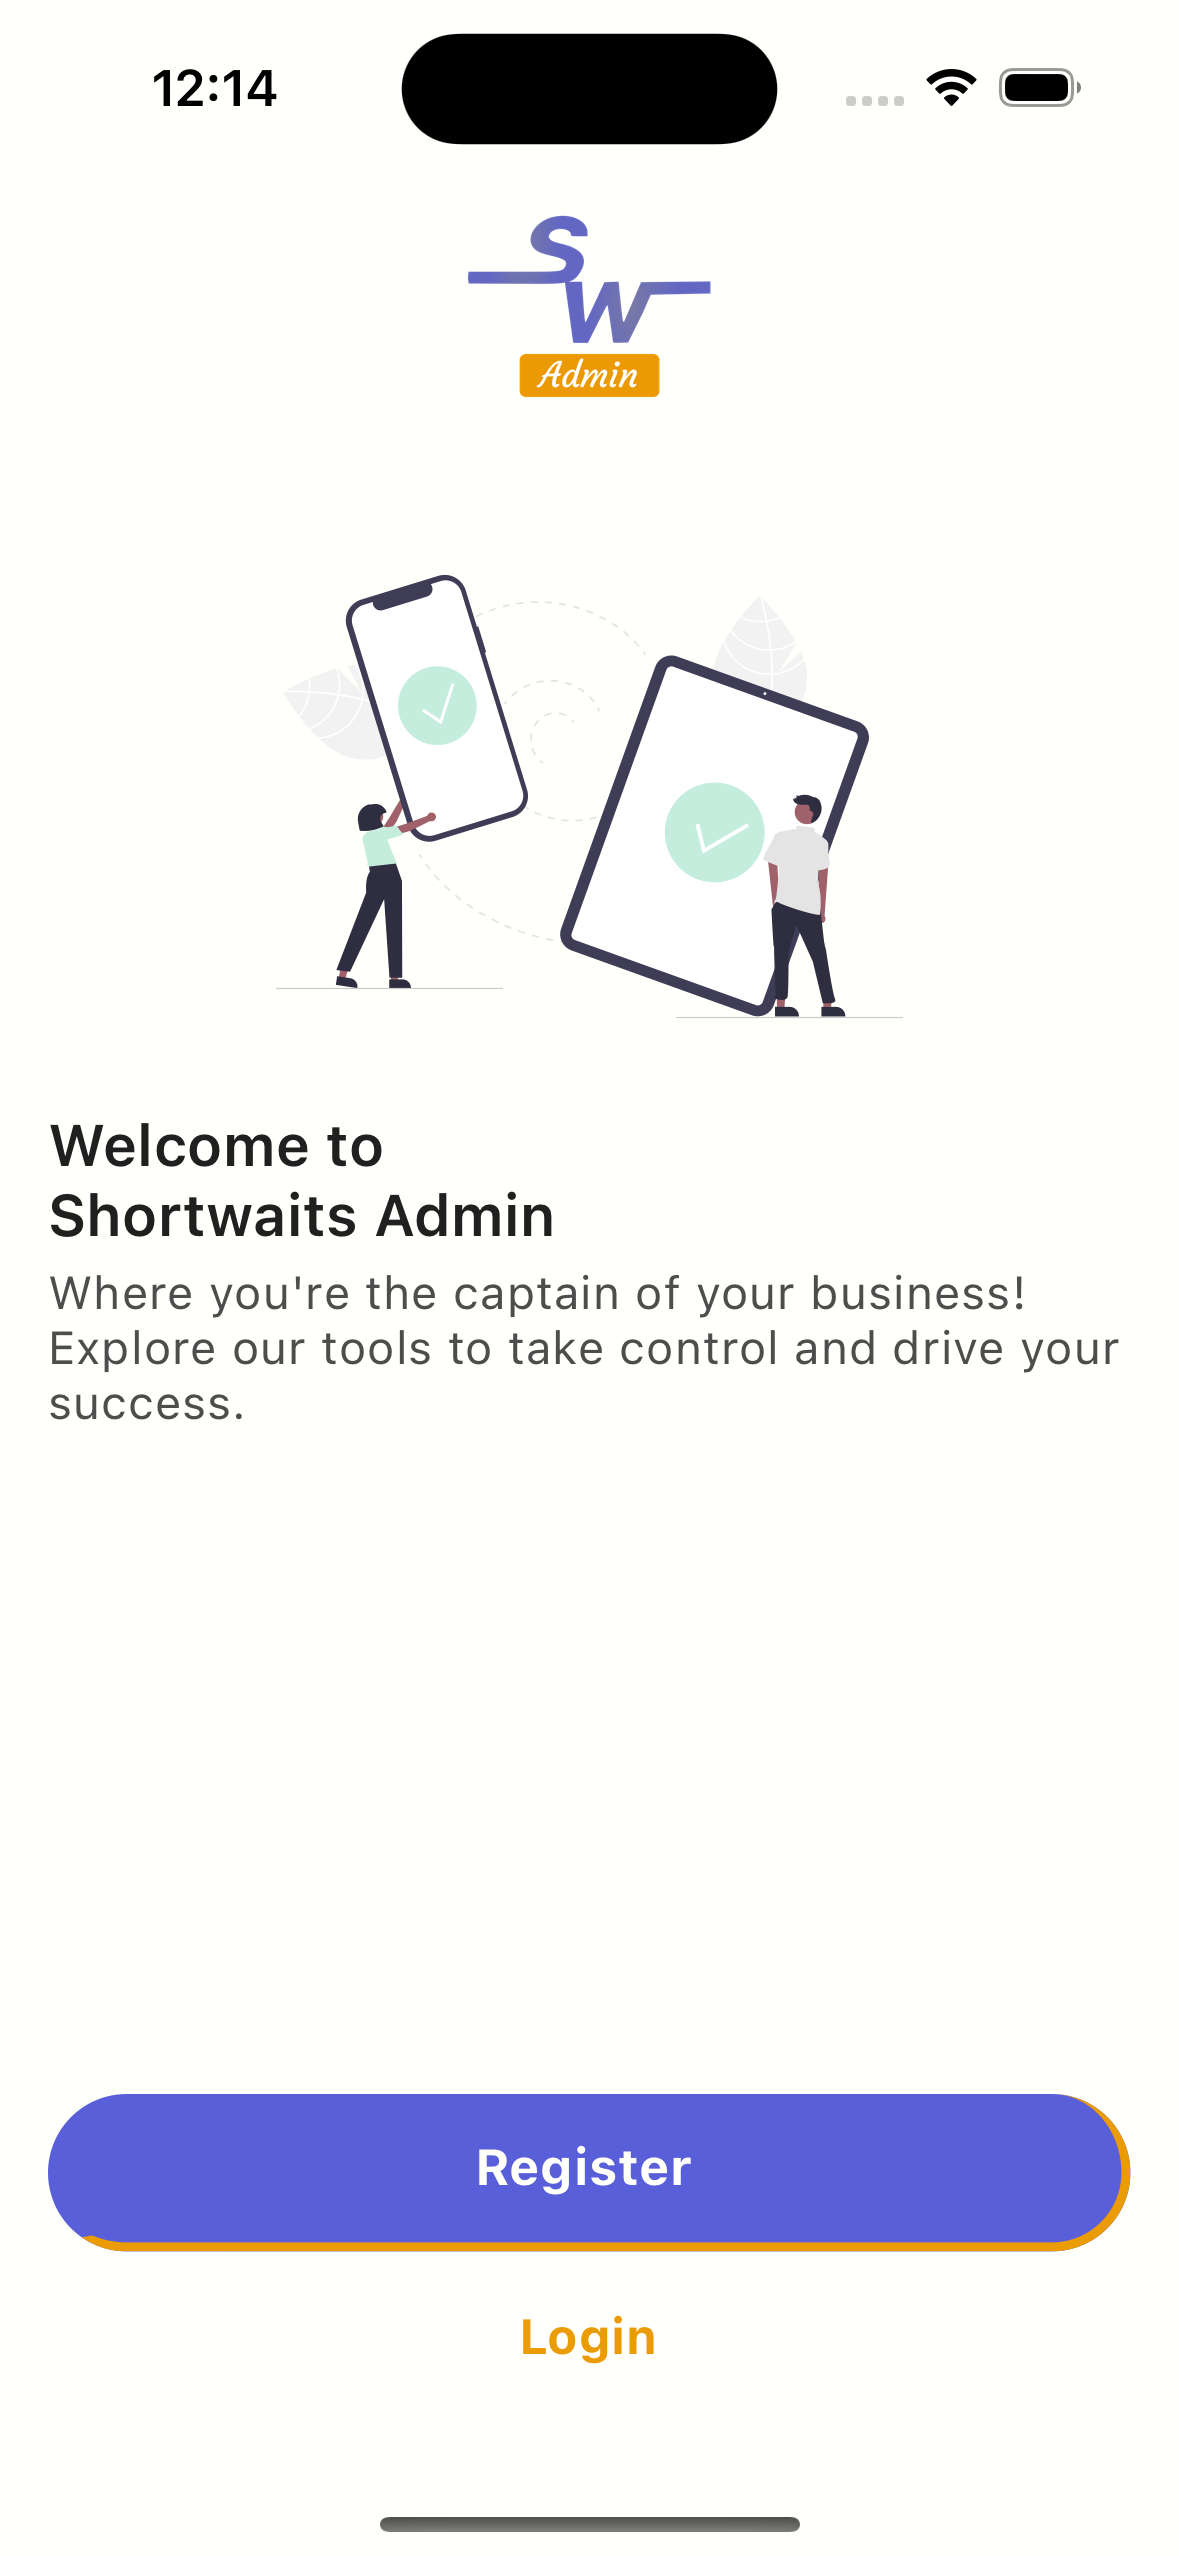 12:14
SW
Admin
Welcome to
Shortwaits Admin
Where you're the captain of your business!
Explore our tools to take control and drive your
success.
Register
Login